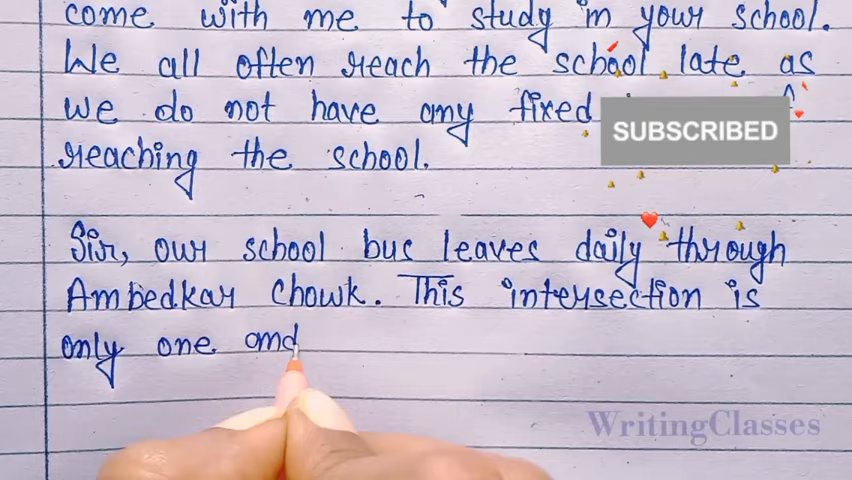 come with me to study in your school.
We all often reach the school late as
we do not have any fixed
SUBSCRIBED
reaching the school.
Sir, our school bus leaves daily through
Ambedkar Chowk. This intersection is
only one and
WritingClasses